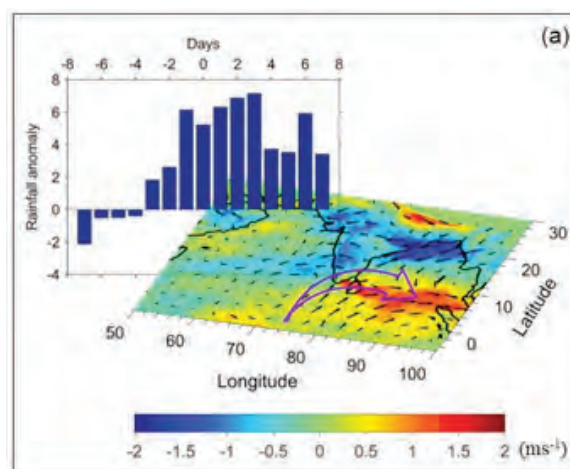 (a)
Days
-8 -6 -4 -2 0 2 4 6 8
Rainfall anomaly
8
6
4
2
0
-2
-4
30
20
10
0
Latitude
50 60 70 80 90 100
Longitude
-2 -1.5 -1 -0.5 0 0.5 1 1.5 2 (ms⁻¹)